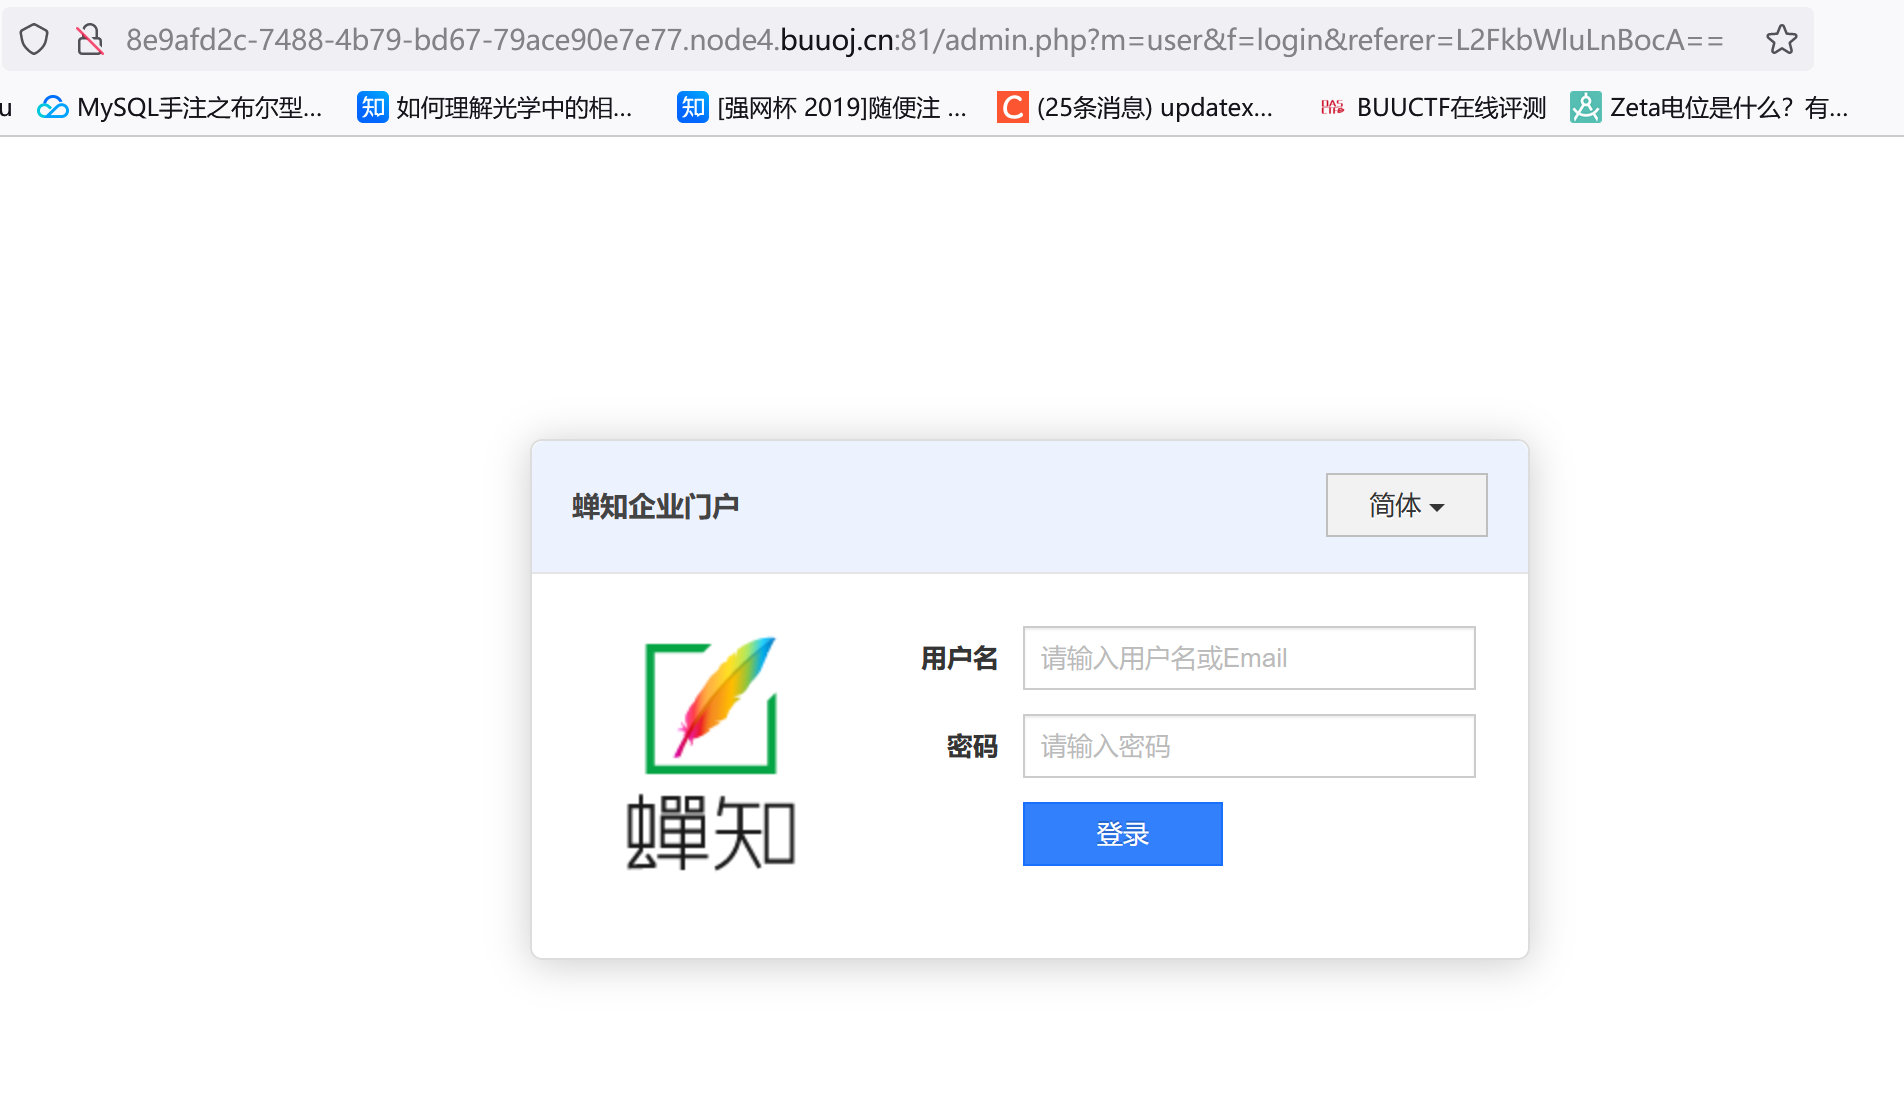 8e9afd2c-7488-4b79-bd67-79ace90e7e77.node4.buuoj.cn:81/admin.php?m=user&f=login&referer=L2FkbWluLnBocA==
u MySQL手注之布尔型... 知 如何理解光学中的相... 知 [强网杯 2019]随便注 ... C (25条消息) updatex... DAS CTF BUUCTF在线评测 Zeta电位是什么？有...
蝉知企业门户 简体
用户名 请输入用户名或Email
密码 请输入密码
登录
蟬知